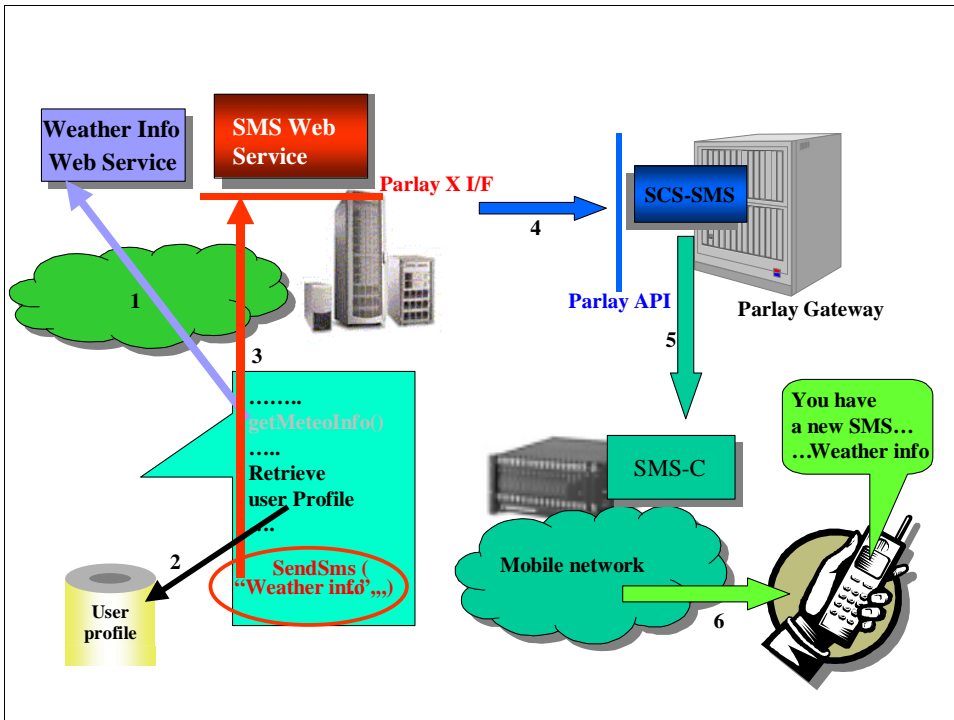 Weather Info
Web Service
SMS Web
Service
Parlay X I/F
SCS-SMS
4
Parlay API
Parlay Gateway
1
3
5
……..
getMeteoInfo()
…..
Retrieve
user Profile
….
SendSms (
“Weather info”,,,)
2
User
profile
SMS-C
Mobile network
6
You have
a new SMS…
…Weather info